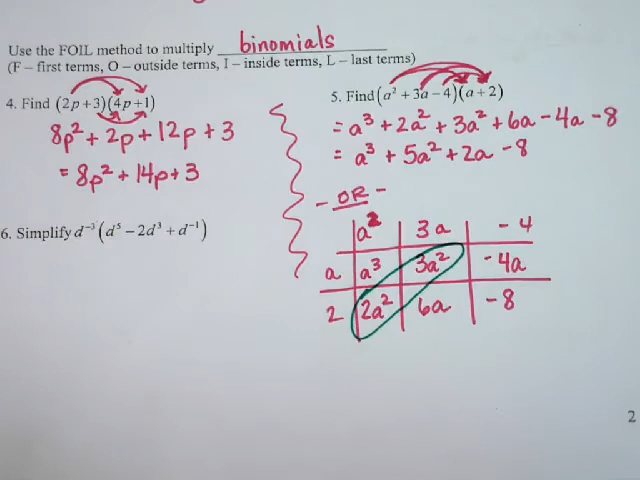 Use the FOIL method to multiply binomials
(F – first terms, O – outside terms, I – inside terms, L – last terms)
4. Find (2p + 3)(4p + 1)
8p² + 2p + 12p + 3
= 8p² + 14p + 3
5. Find (a² + 3a – 4)(a + 2)
= a³ + 2a² + 3a² + 6a – 4a – 8
= a³ + 5a² + 2a – 8
– OR –
a² 3a – 4
a a³ 3a² – 4a
2 2a² 6a – 8
6. Simplify d⁻³(d⁵ – 2d³ + d⁻¹)
2